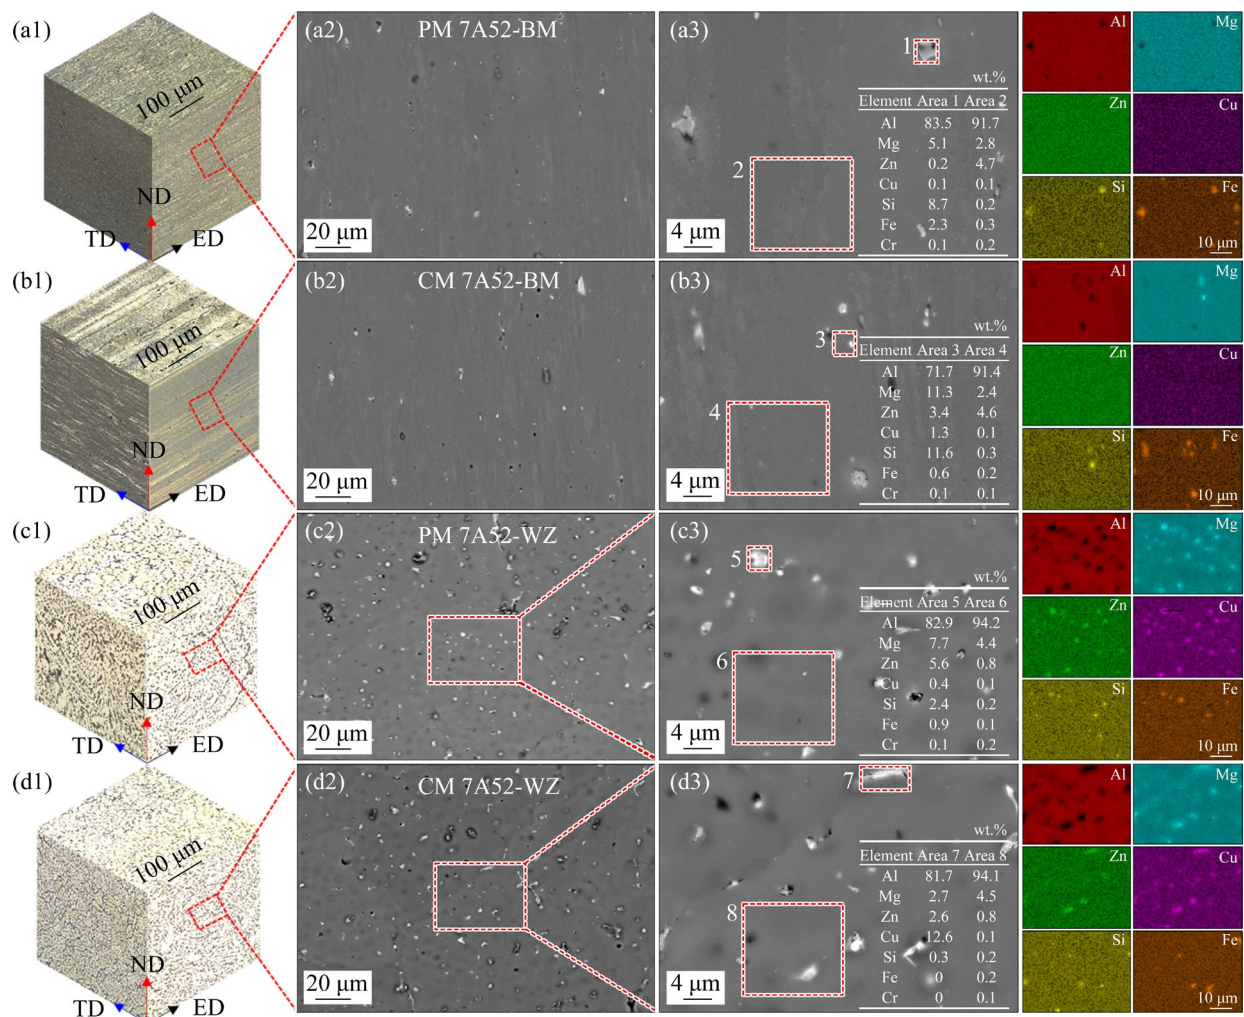 (a1)
100 μm
ND
TD
ED
(a2)
PM 7A52-BM
20 μm
(a3)
1
2
4 μm
wt.%
Element Area 1 Area 2
Al 83.5 91.7
Mg 5.1 2.8
Zn 0.2 4.7
Cu 0.1 0.1
Si 8.7 0.2
Fe 2.3 0.3
Cr 0.1 0.2
Al
Mg
Zn
Cu
Si
Fe
10 μm
(b1)
100 μm
ND
TD
ED
(b2)
CM 7A52-BM
20 μm
(b3)
3
4
4 μm
wt.%
Element Area 3 Area 4
Al 71.7 91.4
Mg 11.3 2.4
Zn 3.4 4.6
Cu 1.3 0.1
Si 11.6 0.3
Fe 0.6 0.2
Cr 0.1 0.1
Al
Mg
Zn
Cu
Si
Fe
10 μm
(c1)
100 μm
ND
TD
ED
(c2)
PM 7A52-WZ
20 μm
(c3)
5
6
4 μm
wt.%
Element Area 5 Area 6
Al 82.9 94.2
Mg 7.7 4.4
Zn 5.6 0.8
Cu 0.4 0.1
Si 2.4 0.2
Fe 0.9 0.1
Cr 0.1 0.2
Al
Mg
Zn
Cu
Si
Fe
10 μm
(d1)
100 μm
ND
TD
ED
(d2)
CM 7A52-WZ
20 μm
(d3)
7
8
4 μm
wt.%
Element Area 7 Area 8
Al 81.7 94.1
Mg 2.7 4.5
Zn 2.6 0.8
Cu 12.6 0.1
Si 0.3 0.2
Fe 0 0.2
Cr 0 0.1
Al
Mg
Zn
Cu
Si
Fe
10 μm